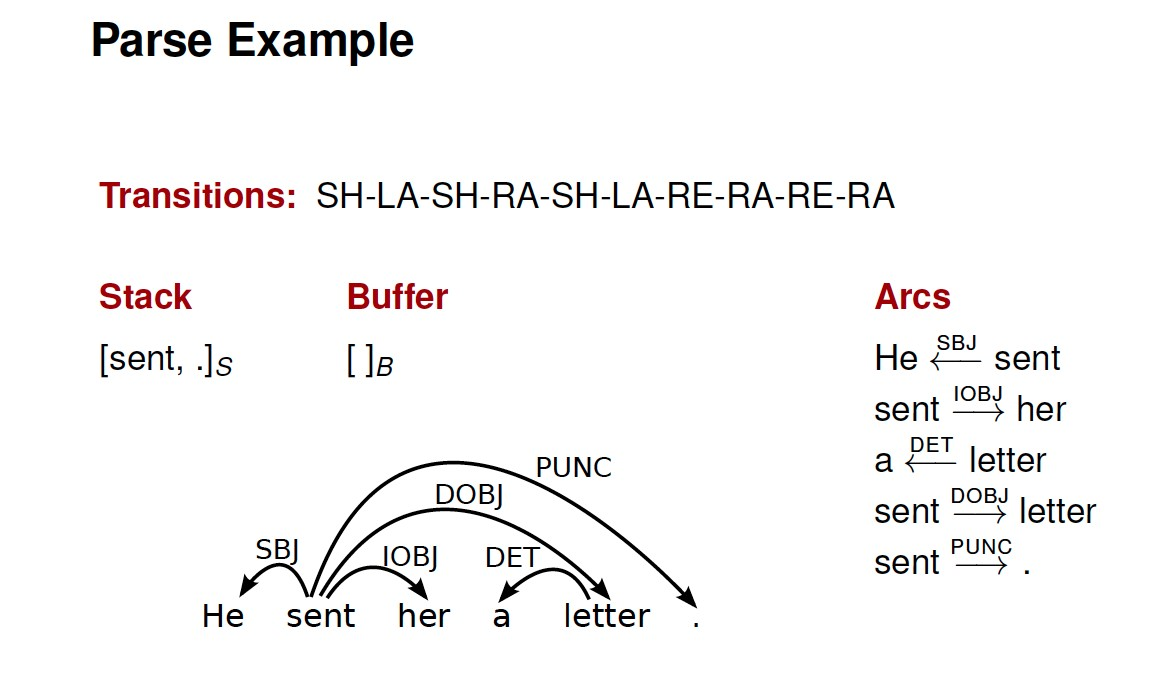 Parse Example
Transitions: SH-LA-SH-RA-SH-LA-RE-RA-RE-RA
Stack Buffer Arcs
[sent, .]S [ ]B He ⟵SBJ sent
sent ⟶IOBJ her
a ⟵DET letter
sent ⟶DOBJ letter
sent ⟶PUNC .
PUNC
DOBJ
SBJ IOBJ DET
He sent her a letter .